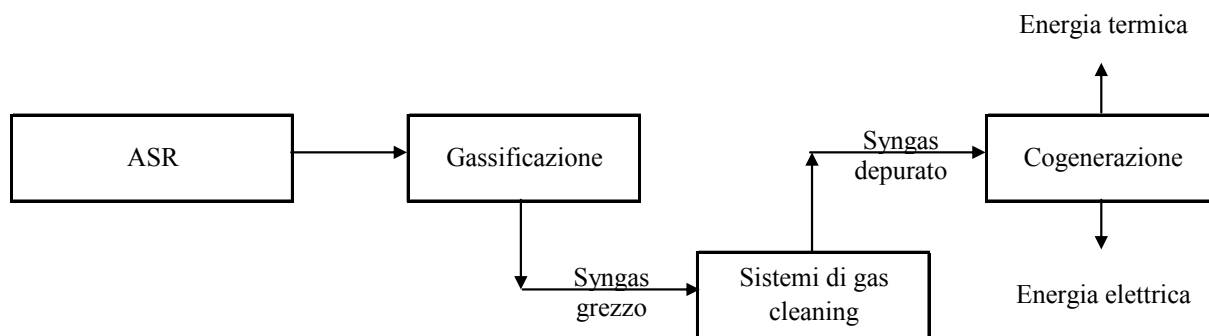 Energia termica
ASR
Gassificazione
Syngas
depurato
Cogenerazione
Syngas
grezzo
Sistemi di gas
cleaning
Energia elettrica